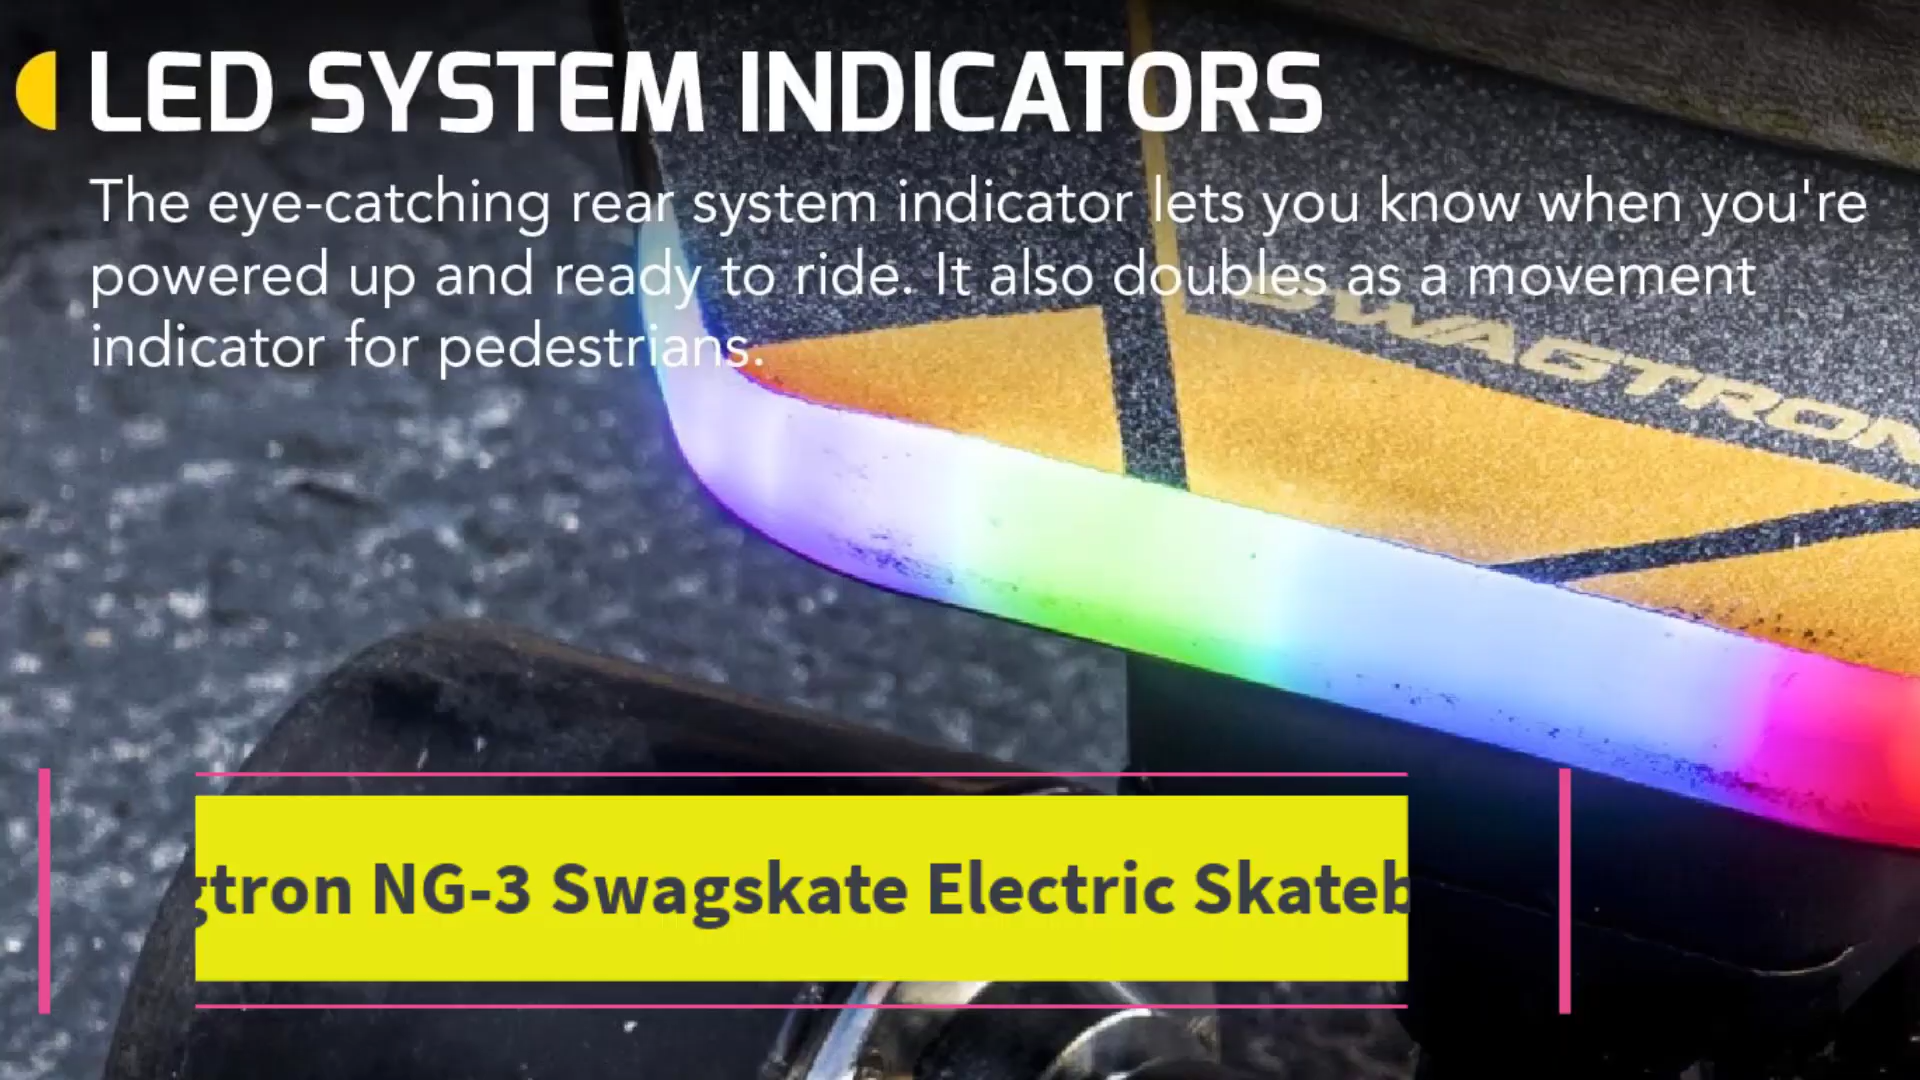 LED SYSTEM INDICATORS
The eye-catching rear system indicator lets you know when you're
powered up and ready to ride. It also doubles as a movement
indicator for pedestrians.
SWAGTRON
gtron NG-3 Swagskate Electric Skateb